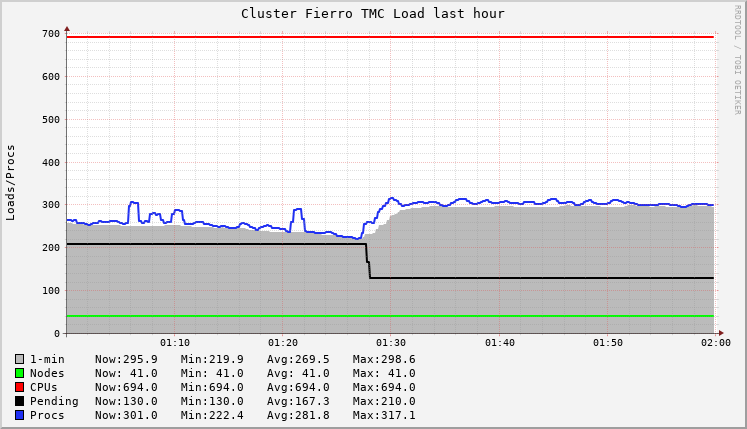 Cluster Fierro TMC Load last hour
RRDTOOL / TOBI OETIKER
Loads/Procs
700
600
500
400
300
200
100
0
01:10 01:20 01:30 01:40 01:50 02:00
1-min Now:295.9 Min:219.9 Avg:269.5 Max:298.6
Nodes Now: 41.0 Min: 41.0 Avg: 41.0 Max: 41.0
CPUs Now:694.0 Min:694.0 Avg:694.0 Max:694.0
Pending Now:130.0 Min:130.0 Avg:167.3 Max:210.0
Procs Now:301.0 Min:222.4 Avg:281.8 Max:317.1